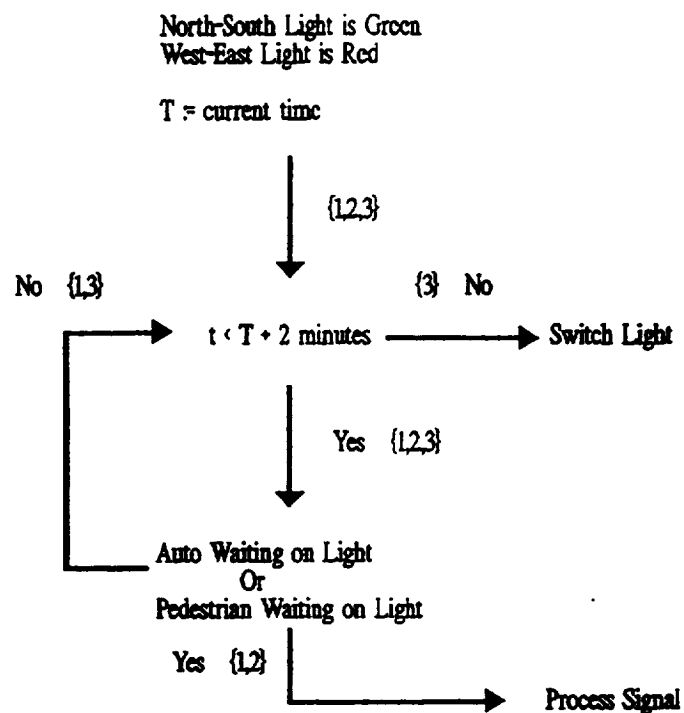 North-South Light is Green
West-East Light is Red
T := current time
{1,2,3}
No {1,3}
{3} No
t < T + 2 minutes
Switch Light
Yes {1,2,3}
Auto Waiting on Light
Or
Pedestrian Waiting on Light
Yes {1,2}
Process Signal